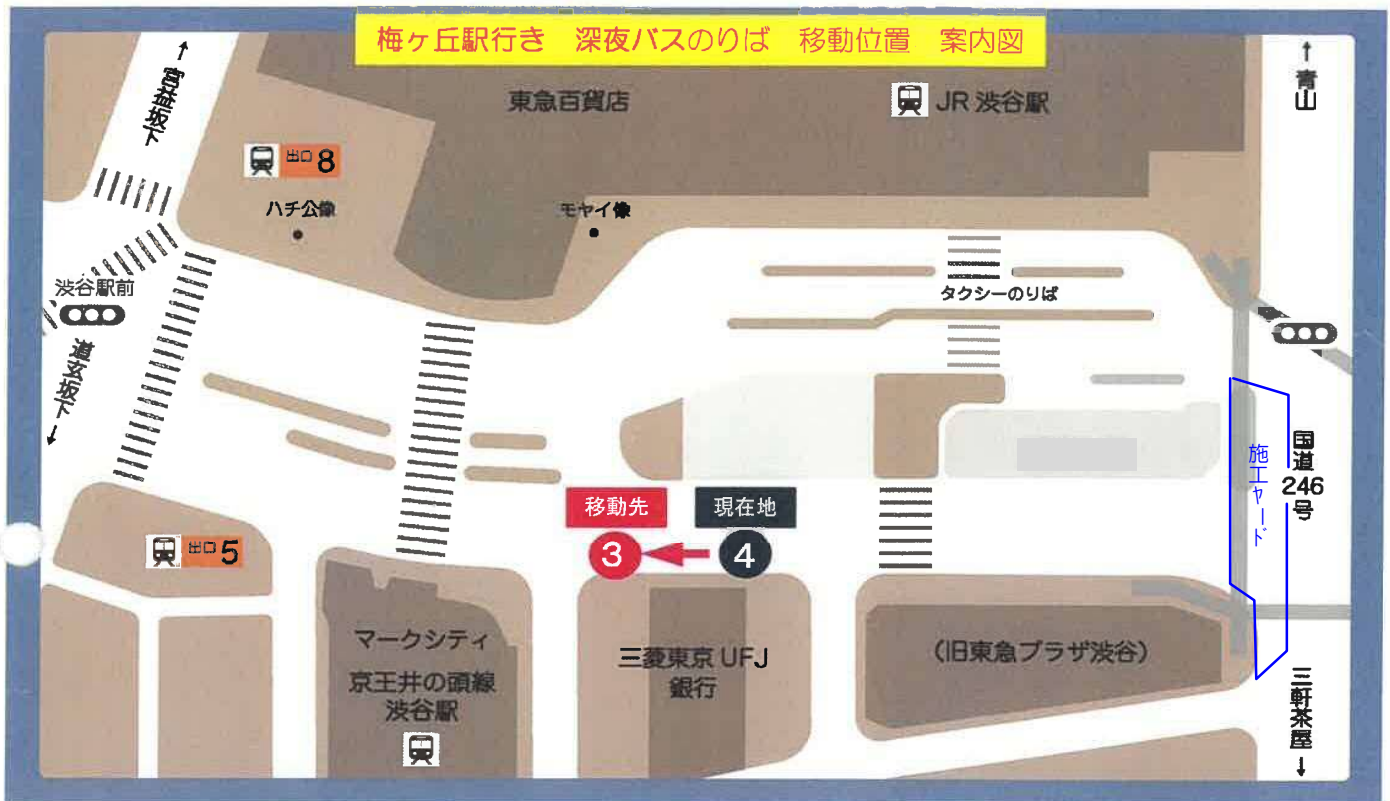 梅ヶ丘駅行き 深夜バスのりば 移動位置 案内図
↑宮益坂下
東急百貨店
JR 渋谷駅
↑青山
出口 8
ハチ公像
モヤイ像
渋谷駅前
タクシーのりば
道玄坂下↓
国道246号
施工ヤード
移動先
現在地
3
4
出口 5
マークシティ
京王井の頭線
渋谷駅
三菱東京 UFJ
銀行
(旧東急プラザ渋谷)
三軒茶屋↓